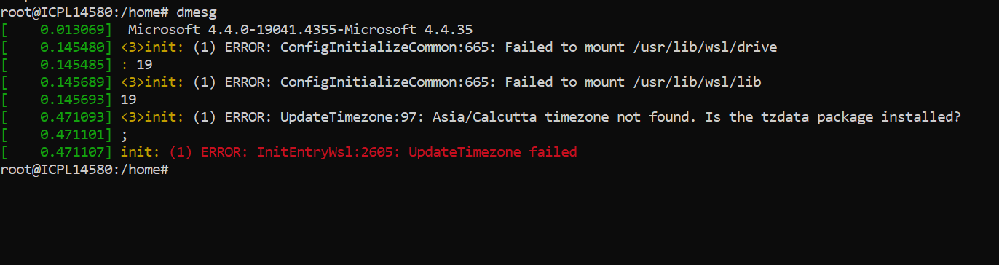 root@ICPL14580:/home# dmesg
[    0.013069]  Microsoft 4.4.0-19041.4355-Microsoft 4.4.35
[    0.145480] <3>init: (1) ERROR: ConfigInitializeCommon:665: Failed to mount /usr/lib/wsl/drive
[    0.145485] : 19
[    0.145689] <3>init: (1) ERROR: ConfigInitializeCommon:665: Failed to mount /usr/lib/wsl/lib
[    0.145693] 19
[    0.471093] <3>init: (1) ERROR: UpdateTimezone:97: Asia/Calcutta timezone not found. Is the tzdata package installed?
[    0.471101] ;
[    0.471107] init: (1) ERROR: InitEntryWsl:2605: UpdateTimezone failed
root@ICPL14580:/home#